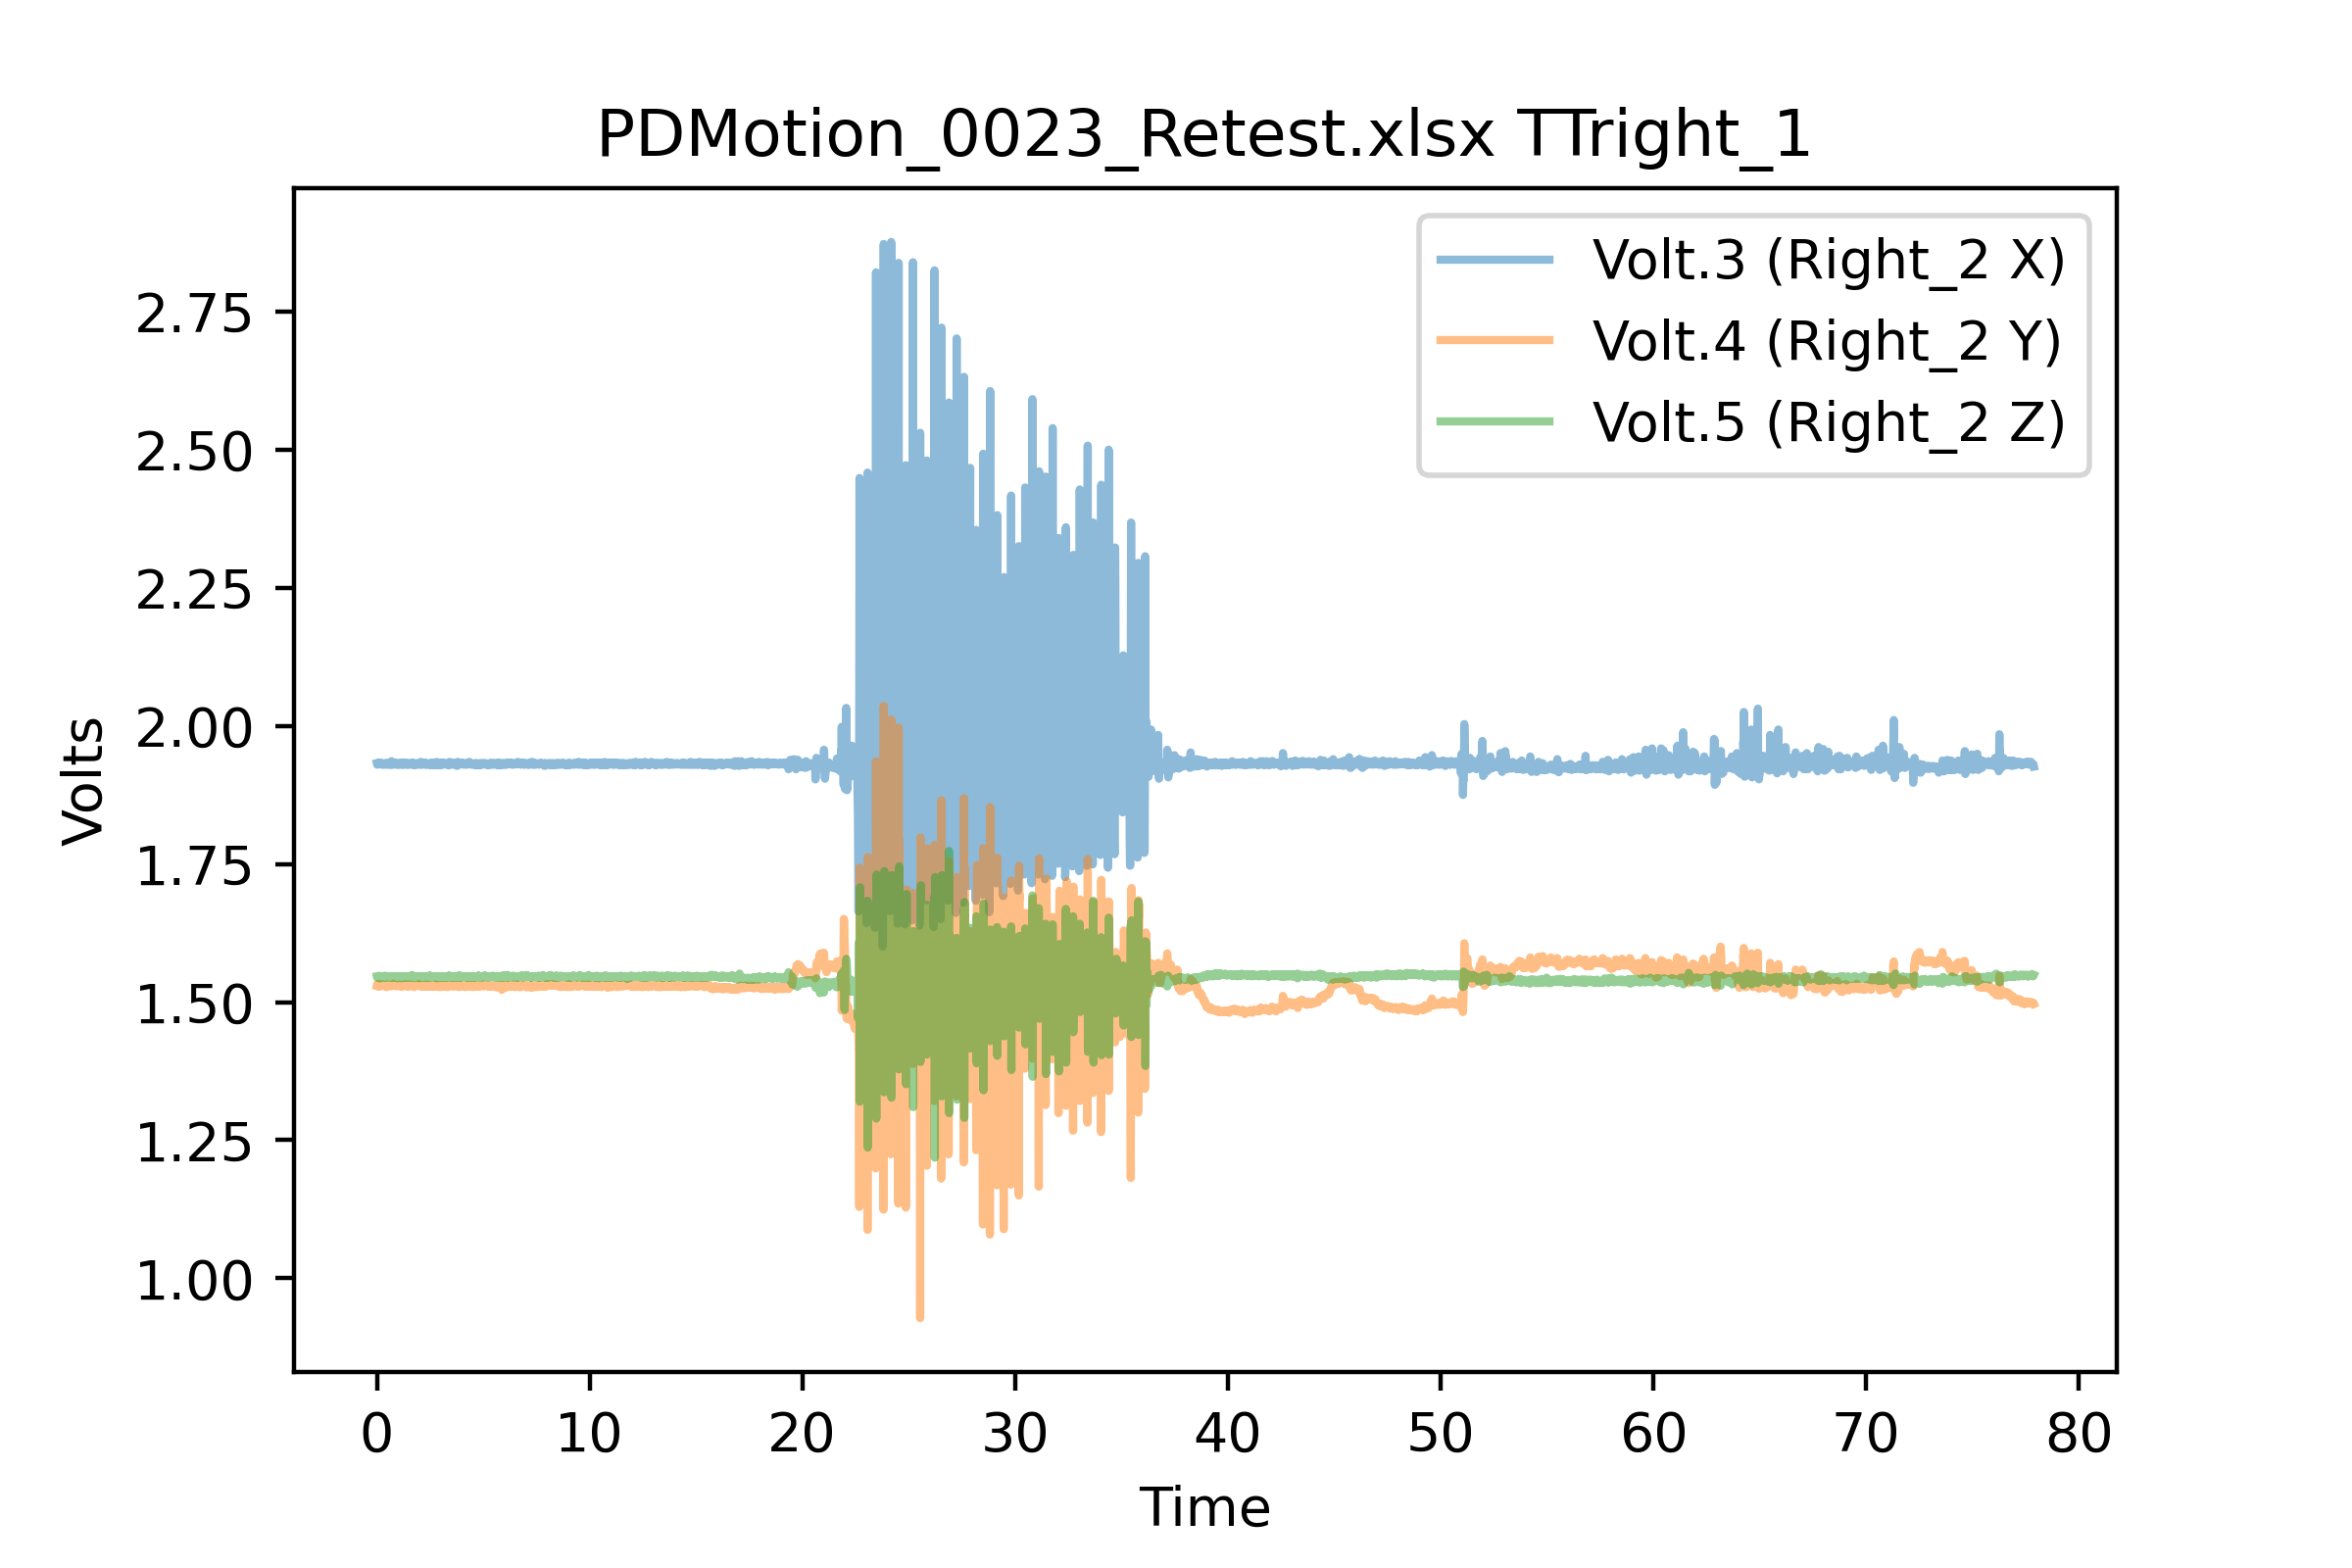 PDMotion_0023_Retest.xlsx TTright_1
Volt.3 (Right_2 X)
Volt.4 (Right_2 Y)
Volt.5 (Right_2 Z)
2.75
2.50
2.25
2.00
1.75
1.50
1.25
1.00
Volts
0 10 20 30 40 50 60 70 80
Time